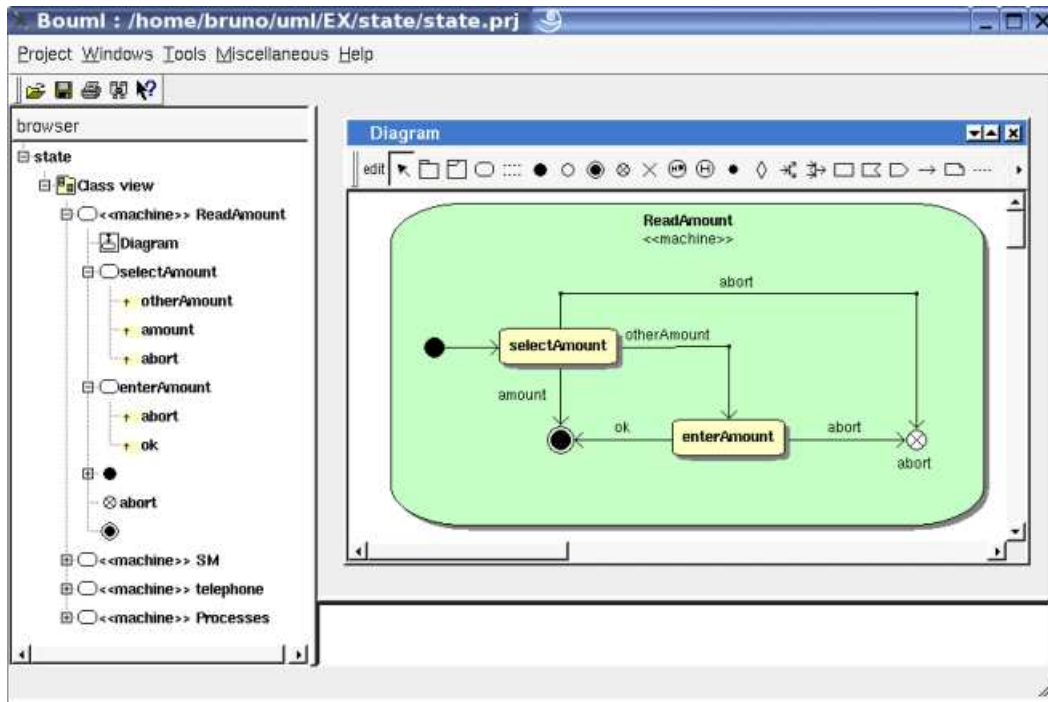 Bouml : /home/bruno/uml/EX/state/state.prj
Project Windows Tools Miscellaneous Help
browser
state
Class view
<<machine>> ReadAmount
Diagram
selectAmount
otherAmount
amount
abort
enterAmount
abort
ok
abort
<<machine>> SM
<<machine>> telephone
<<machine>> Processes
Diagram
edit
ReadAmount
<<machine>>
abort
selectAmount
otherAmount
amount
ok
enterAmount
abort
abort